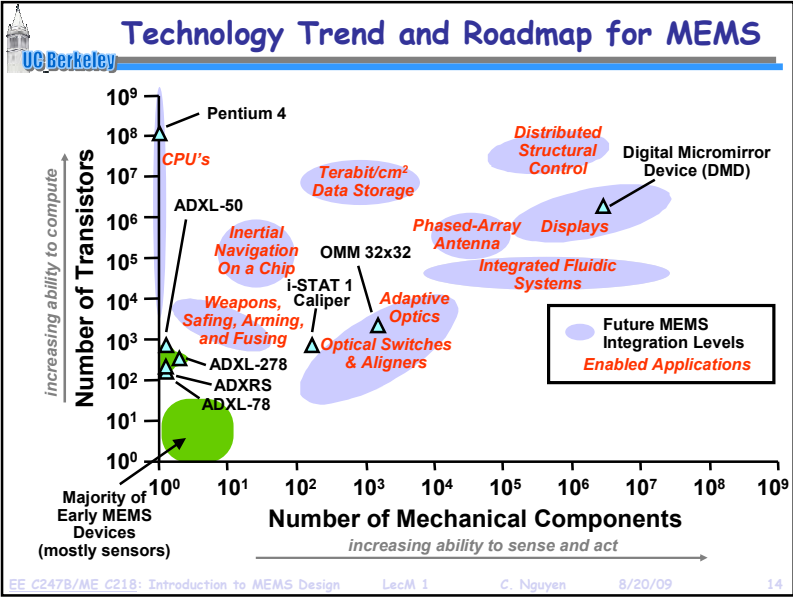 Technology Trend and Roadmap for MEMS
UC Berkeley
10⁹
10⁸
10⁷
10⁶
10⁵
10⁴
10³
10²
10¹
10⁰
Number of Transistors
increasing ability to compute
Pentium 4
CPU's
ADXL-50
Terabit/cm²
Data Storage
Distributed
Structural
Control
Digital Micromirror
Device (DMD)
Inertial
Navigation
On a Chip
OMM 32x32
Phased-Array
Antenna
Displays
i-STAT 1
Caliper
Integrated Fluidic
Systems
Weapons,
Safing, Arming,
and Fusing
Adaptive
Optics
Optical Switches
& Aligners
ADXL-278
ADXRS
ADXL-78
Future MEMS
Integration Levels
Enabled Applications
10⁰
10¹
10²
10³
10⁴
10⁵
10⁶
10⁷
10⁸
10⁹
Majority of
Early MEMS
Devices
(mostly sensors)
Number of Mechanical Components
increasing ability to sense and act
EE C247B/ME C218: Introduction to MEMS Design LecM 1 C. Nguyen 8/20/09 14